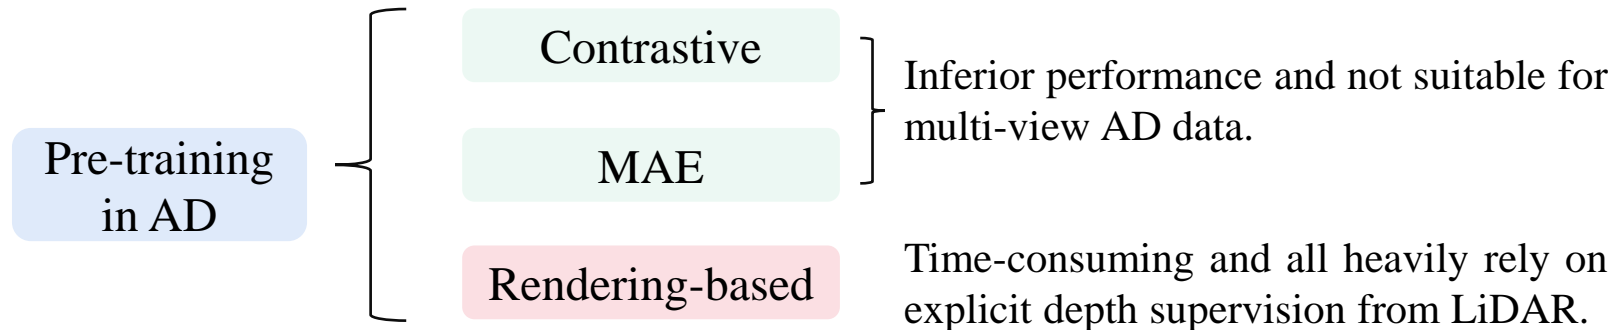 Pre-training
in AD
Contrastive
MAE
Rendering-based
Inferior performance and not suitable for
multi-view AD data.
Time-consuming and all heavily rely on
explicit depth supervision from LiDAR.